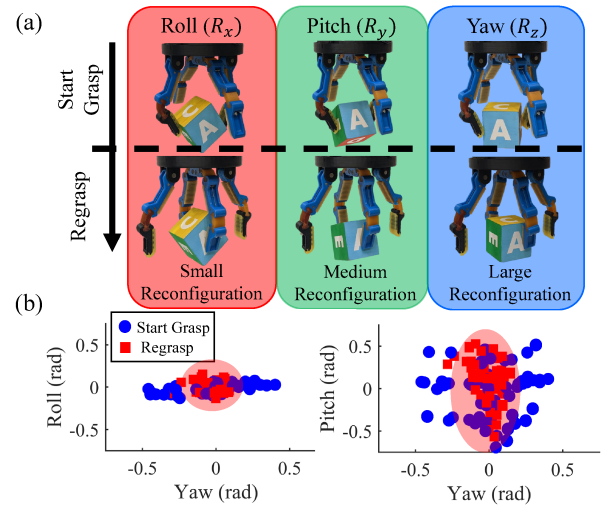 (a)
Roll (Rₓ)
Pitch (R_y)
Yaw (R_z)
Start
Grasp
Regrasp
U
A
A
U
A
E
E
A
Small
Reconfiguration
Medium
Reconfiguration
Large
Reconfiguration
(b)
Start Grasp
Regrasp
Roll (rad)
0.5
0
-0.5
-0.5
0
0.5
Yaw (rad)
Pitch (rad)
0.5
0
-0.5
-0.5
0
0.5
Yaw (rad)